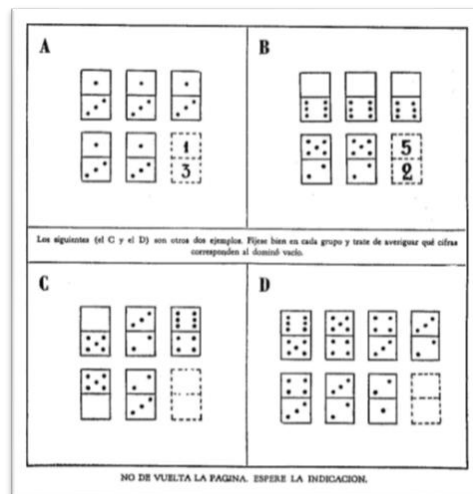 A
B
1
3
5
2
Los siguientes (el C y el D) son otros dos ejemplos. Fíjese bien en cada grupo y trate de averiguar qué cifras
corresponden al dominó vacío.
C
D
NO DE VUELTA LA PAGINA. ESPERE LA INDICACION.